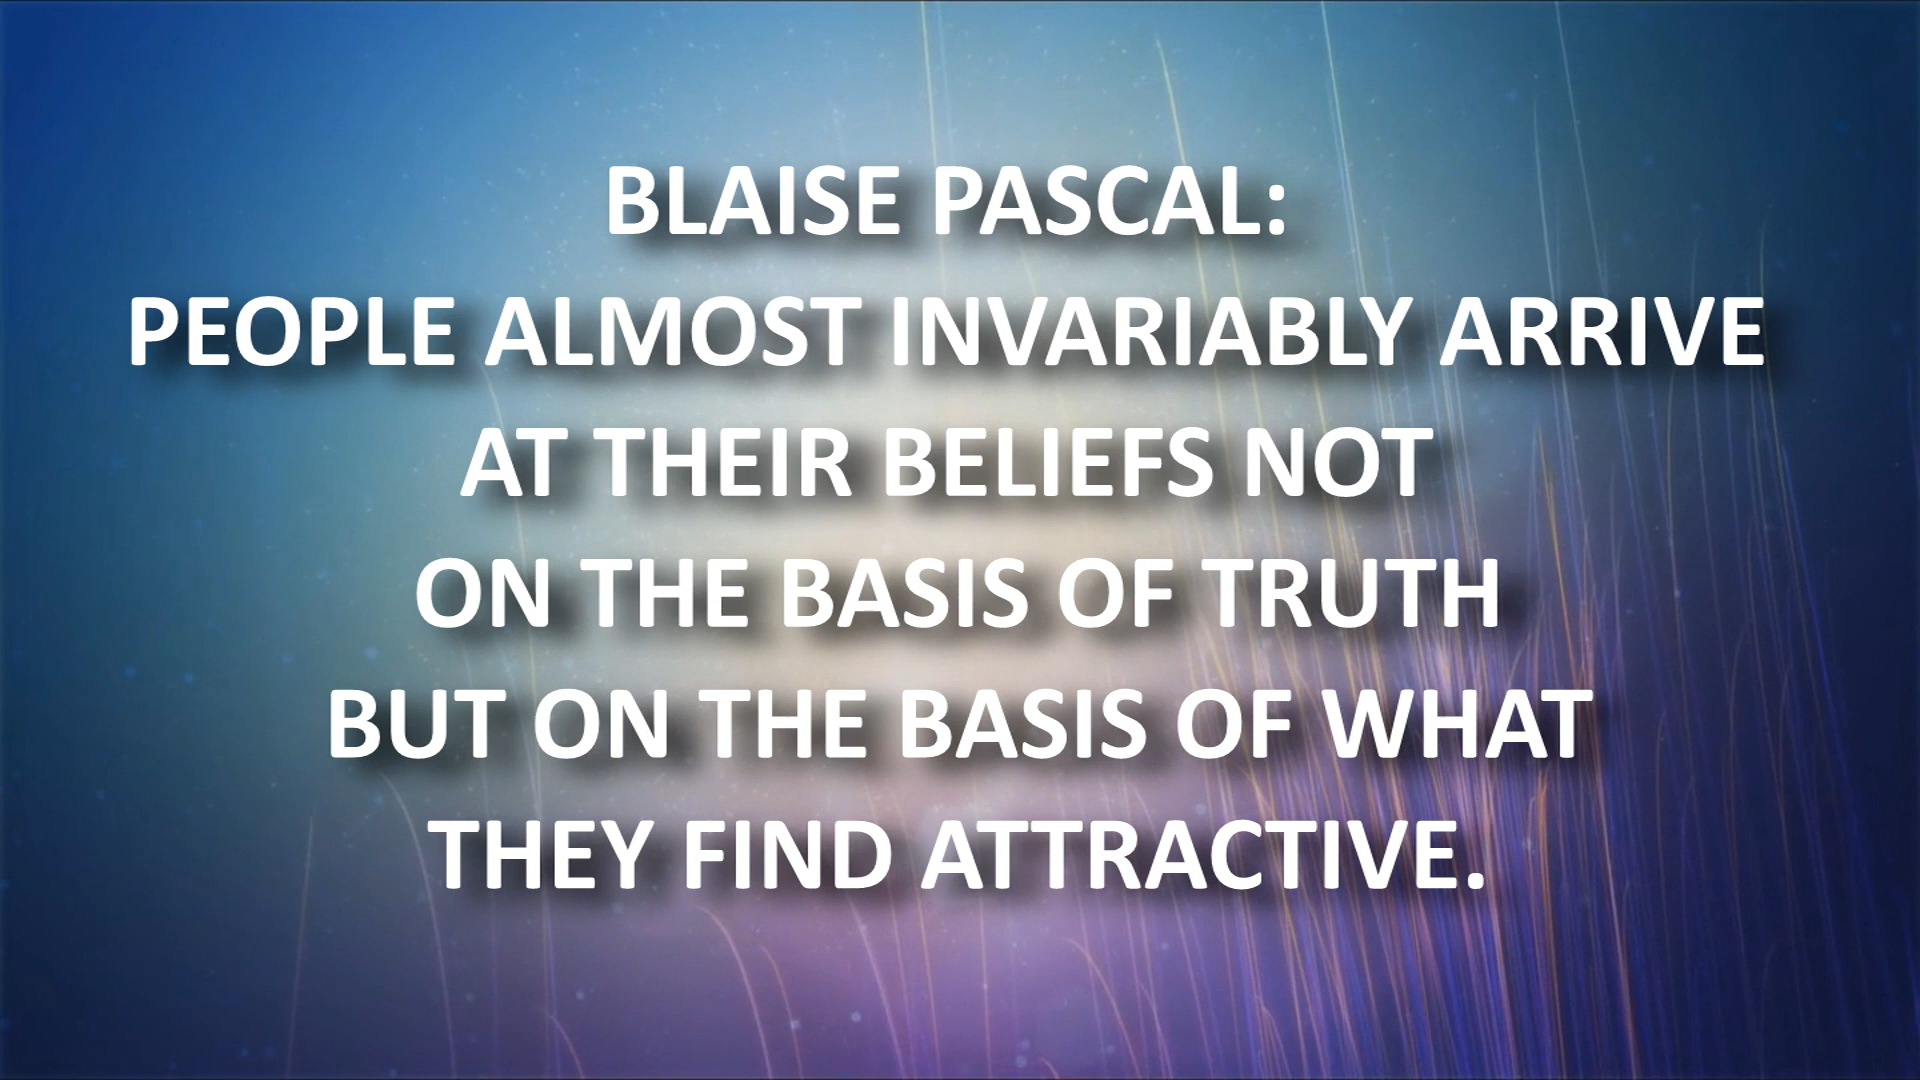 BLAISE PASCAL:
PEOPLE ALMOST INVARIABLY ARRIVE
AT THEIR BELIEFS NOT
ON THE BASIS OF TRUTH
BUT ON THE BASIS OF WHAT
THEY FIND ATTRACTIVE.